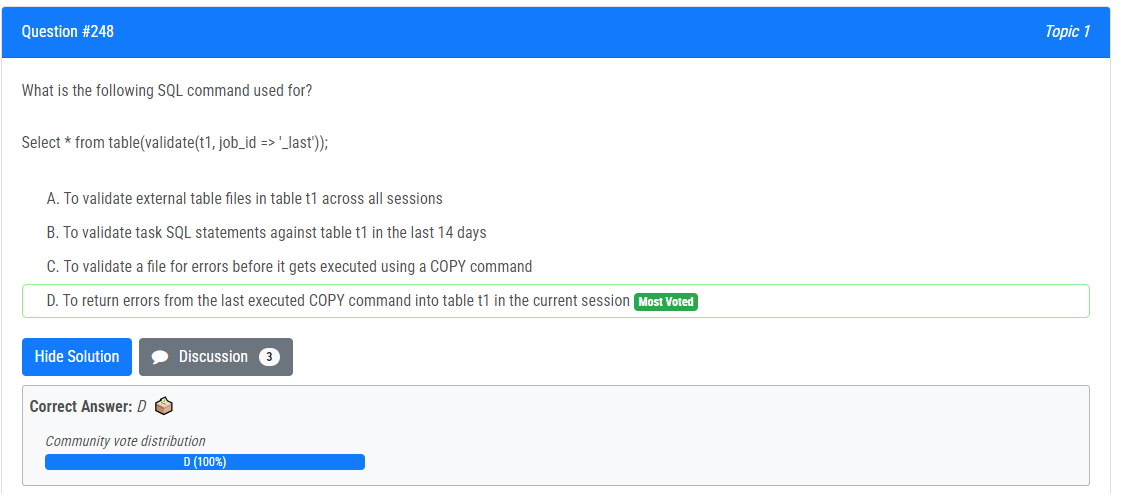 Question #248
Topic 1
What is the following SQL command used for?
Select * from table(validate(t1, job_id => '_last'));
A. To validate external table files in table t1 across all sessions
B. To validate task SQL statements against table t1 in the last 14 days
C. To validate a file for errors before it gets executed using a COPY command
D. To return errors from the last executed COPY command into table t1 in the current session Most Voted
Hide Solution
Discussion 3
Correct Answer: D
Community vote distribution
D (100%)